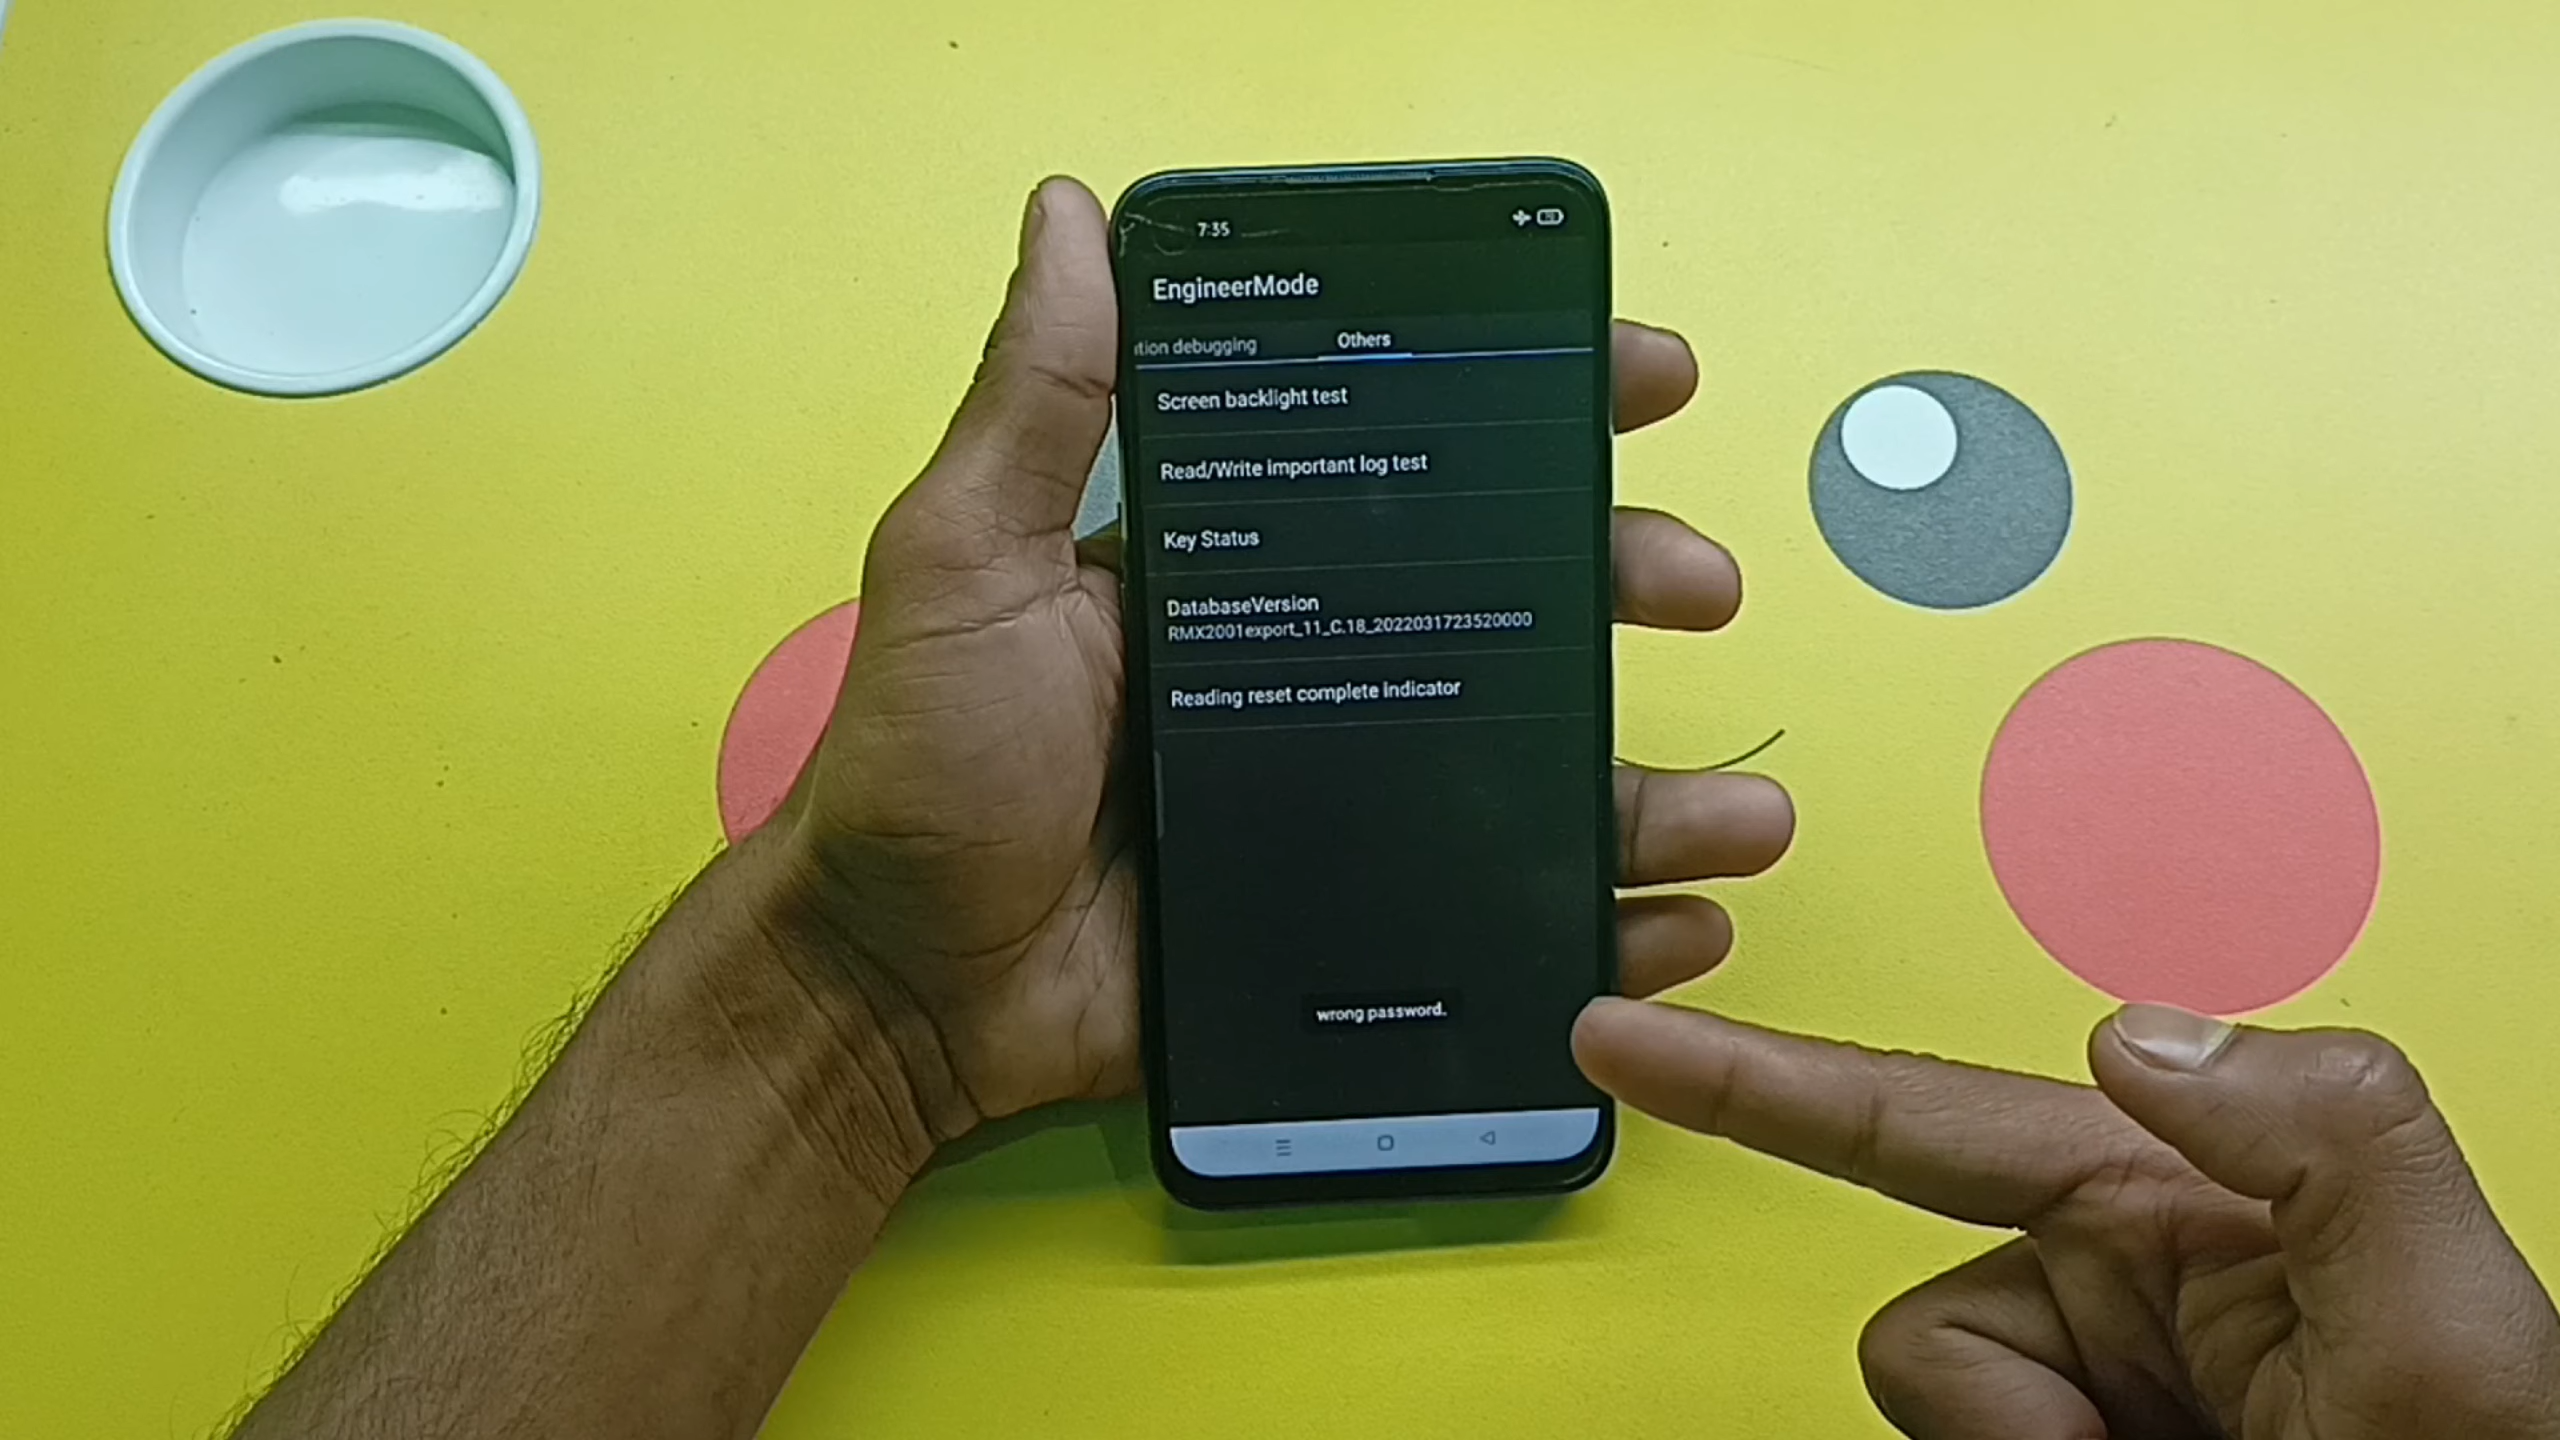 7:35
EngineerMode
tion debugging
Others
Screen backlight test
Read/Write important log test
Key Status
DatabaseVersion
RMX2001export_11_C.18_2022031723520000
Reading reset complete indicator
wrong password.